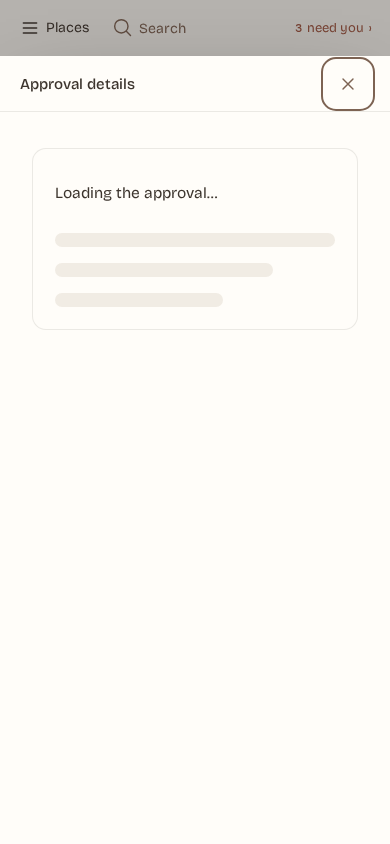 Places
Search
3 need you ›
Approval details
Loading the approval...